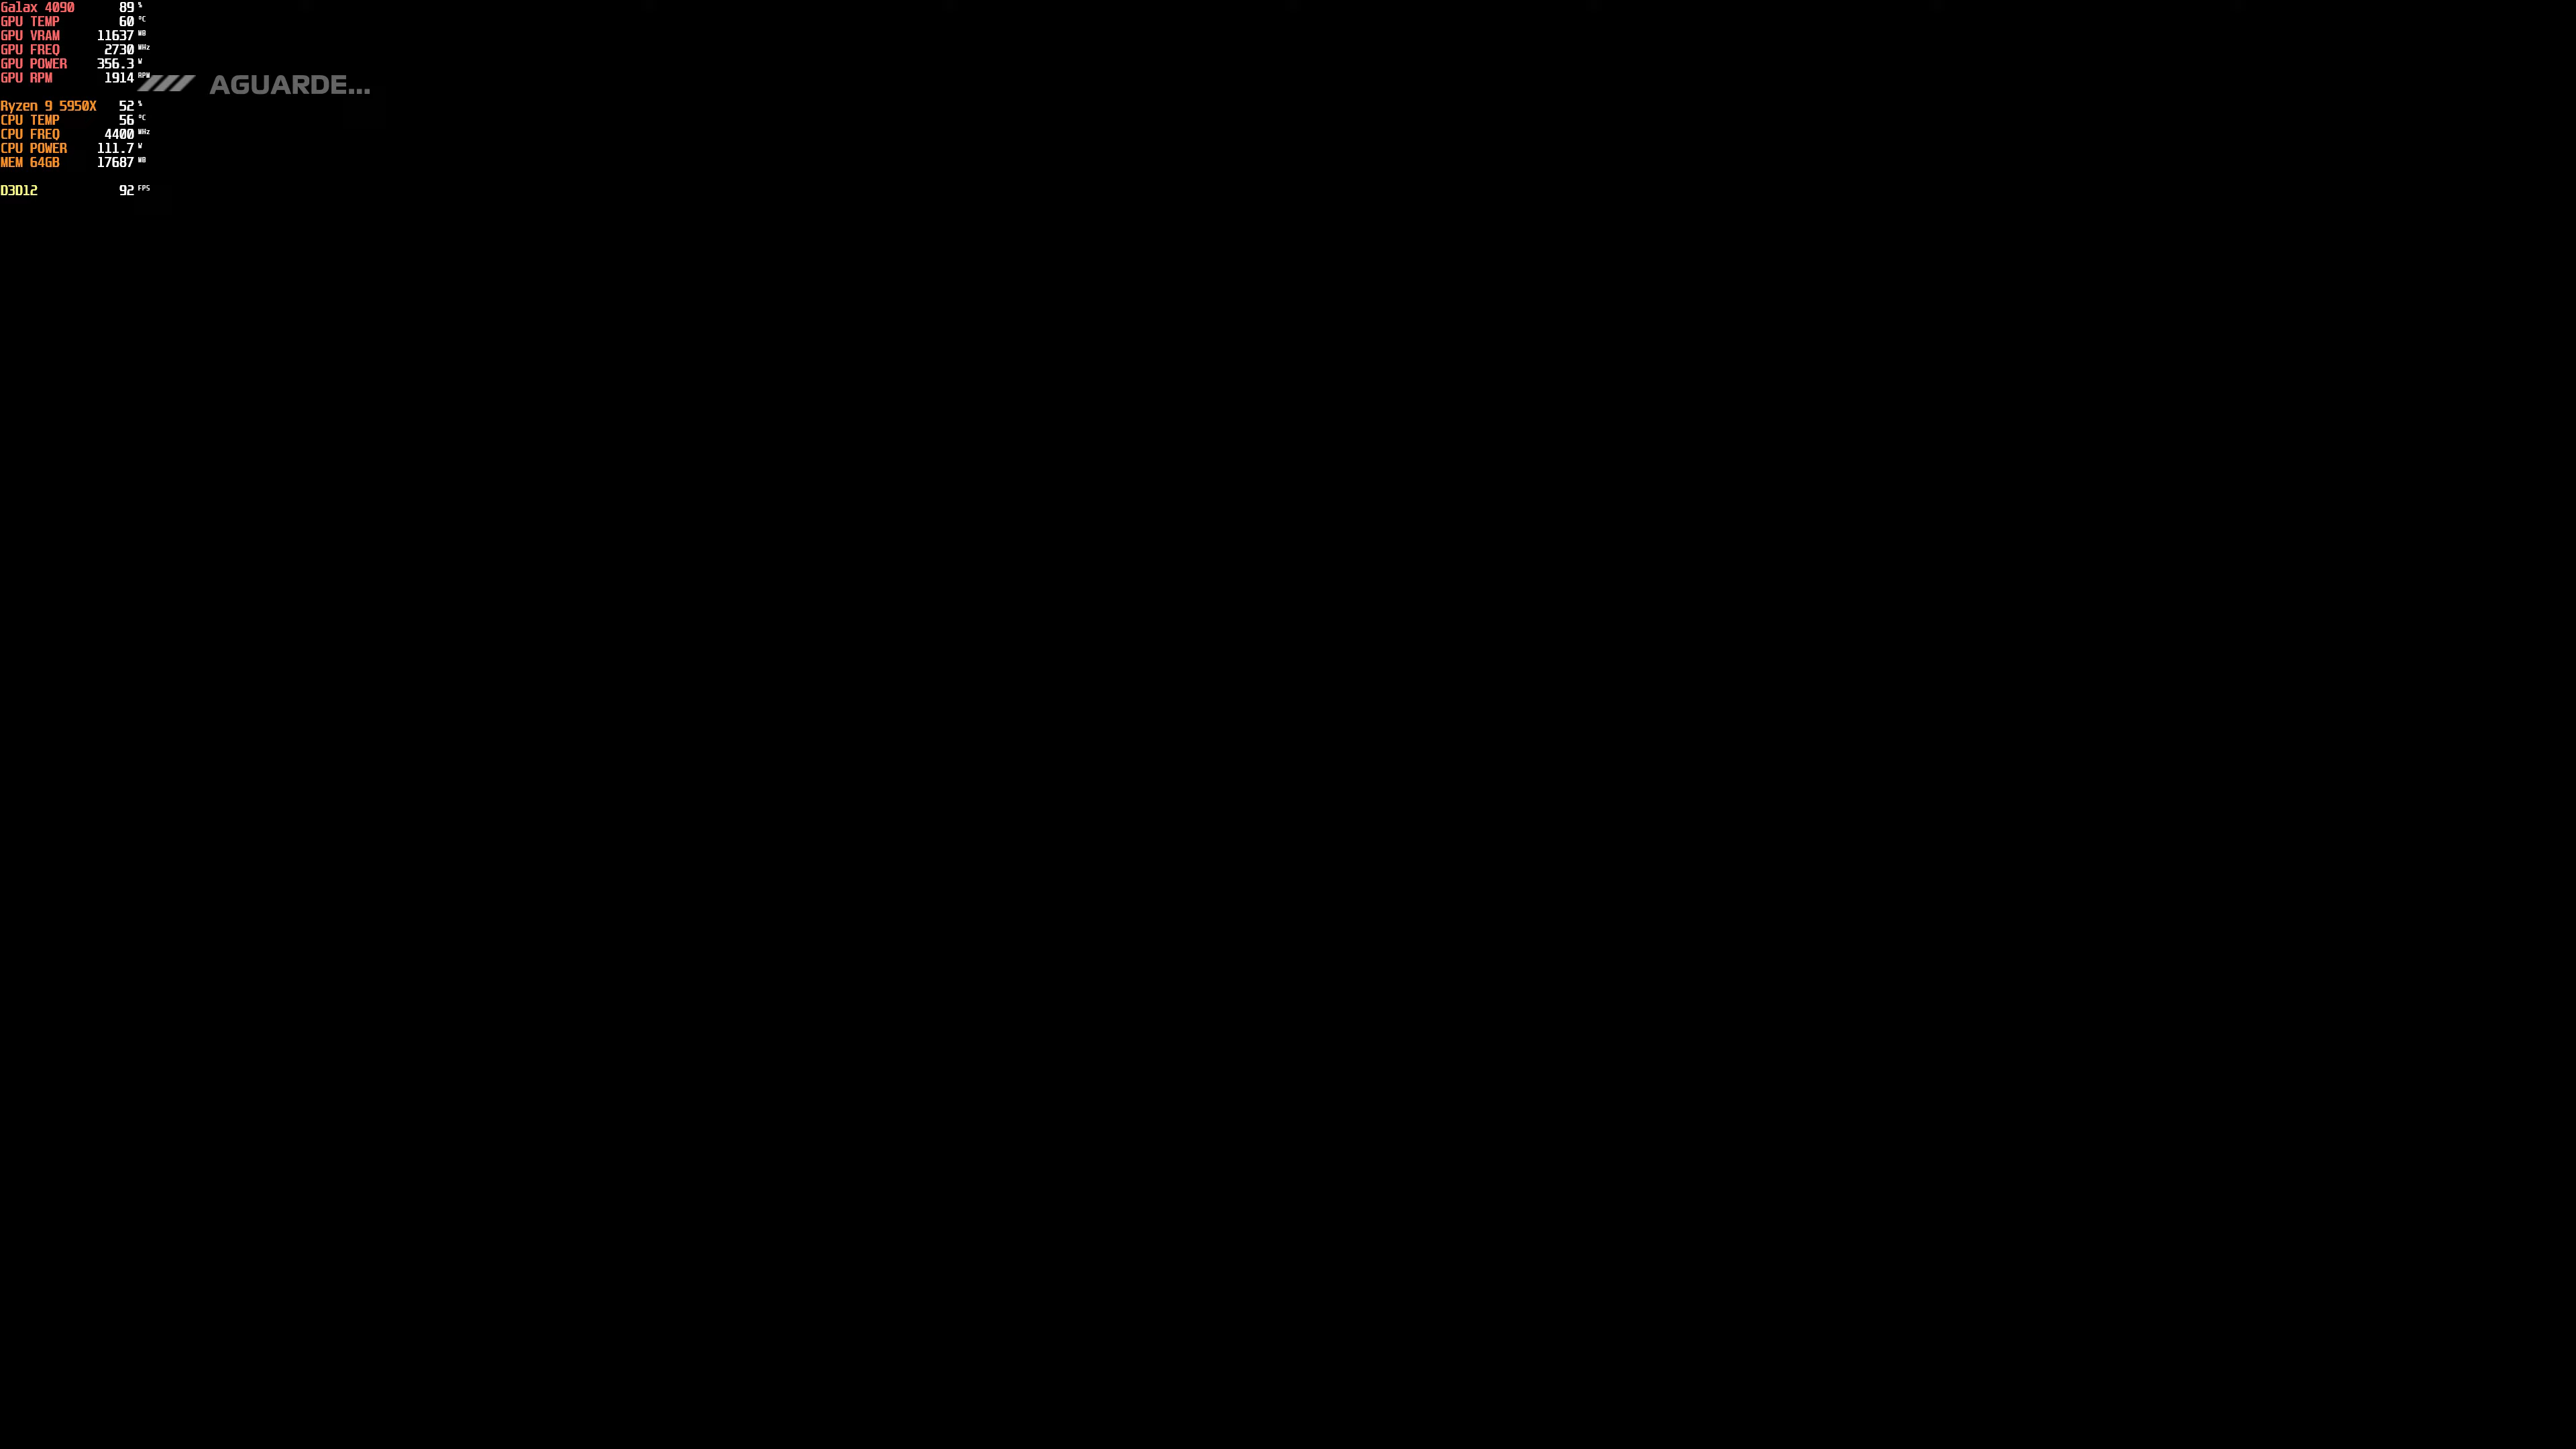 Galax 4090 89 %
GPU TEMP 60 °C
GPU VRAM 11637 MB
GPU FREQ 2730 MHz
GPU POWER 356.3 W
GPU RPM 1914 RPM
AGUARDE...
Ryzen 9 5950X 52 %
CPU TEMP 56 °C
CPU FREQ 4400 MHz
CPU POWER 111.7 W
MEM 64GB 17687 MB
D3D12 92 FPS